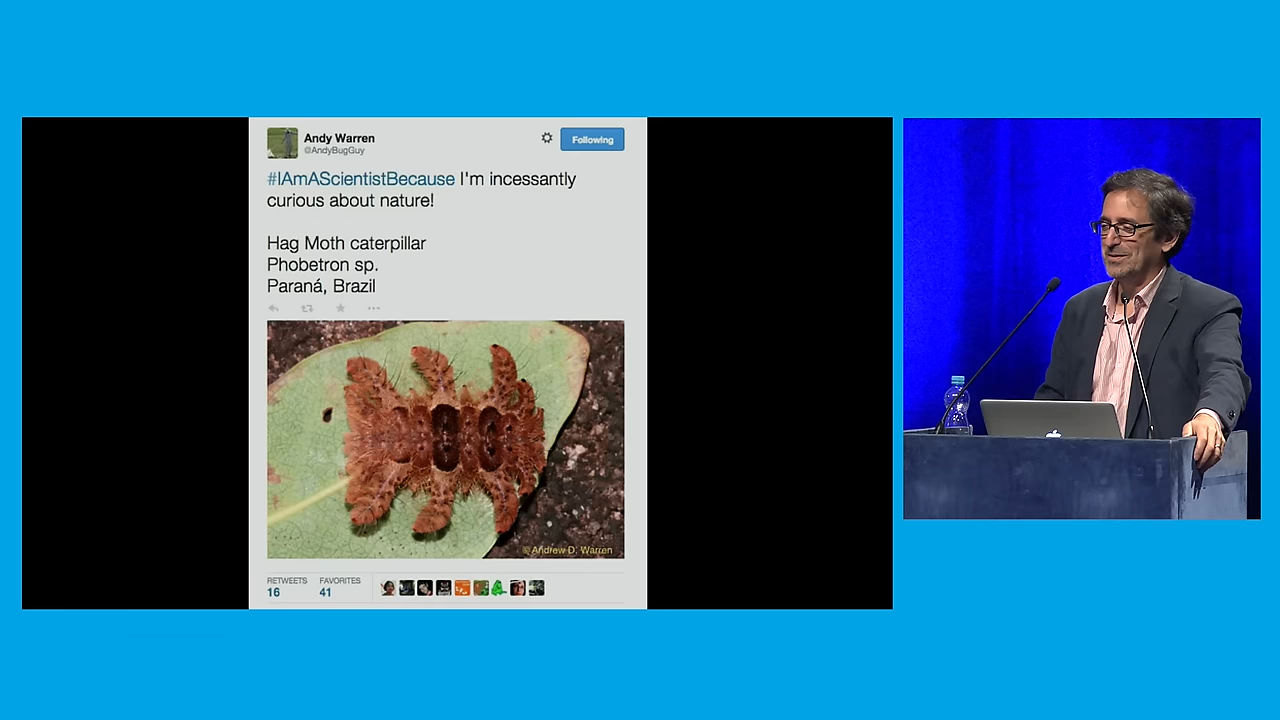 Andy Warren
@AndyBugGuy
Following
#IAmAScientistBecause I'm incessantly
curious about nature!
Hag Moth caterpillar
Phobetron sp.
Paraná, Brazil
© Andrew D. Warren
RETWEETS
FAVORITES
16
41